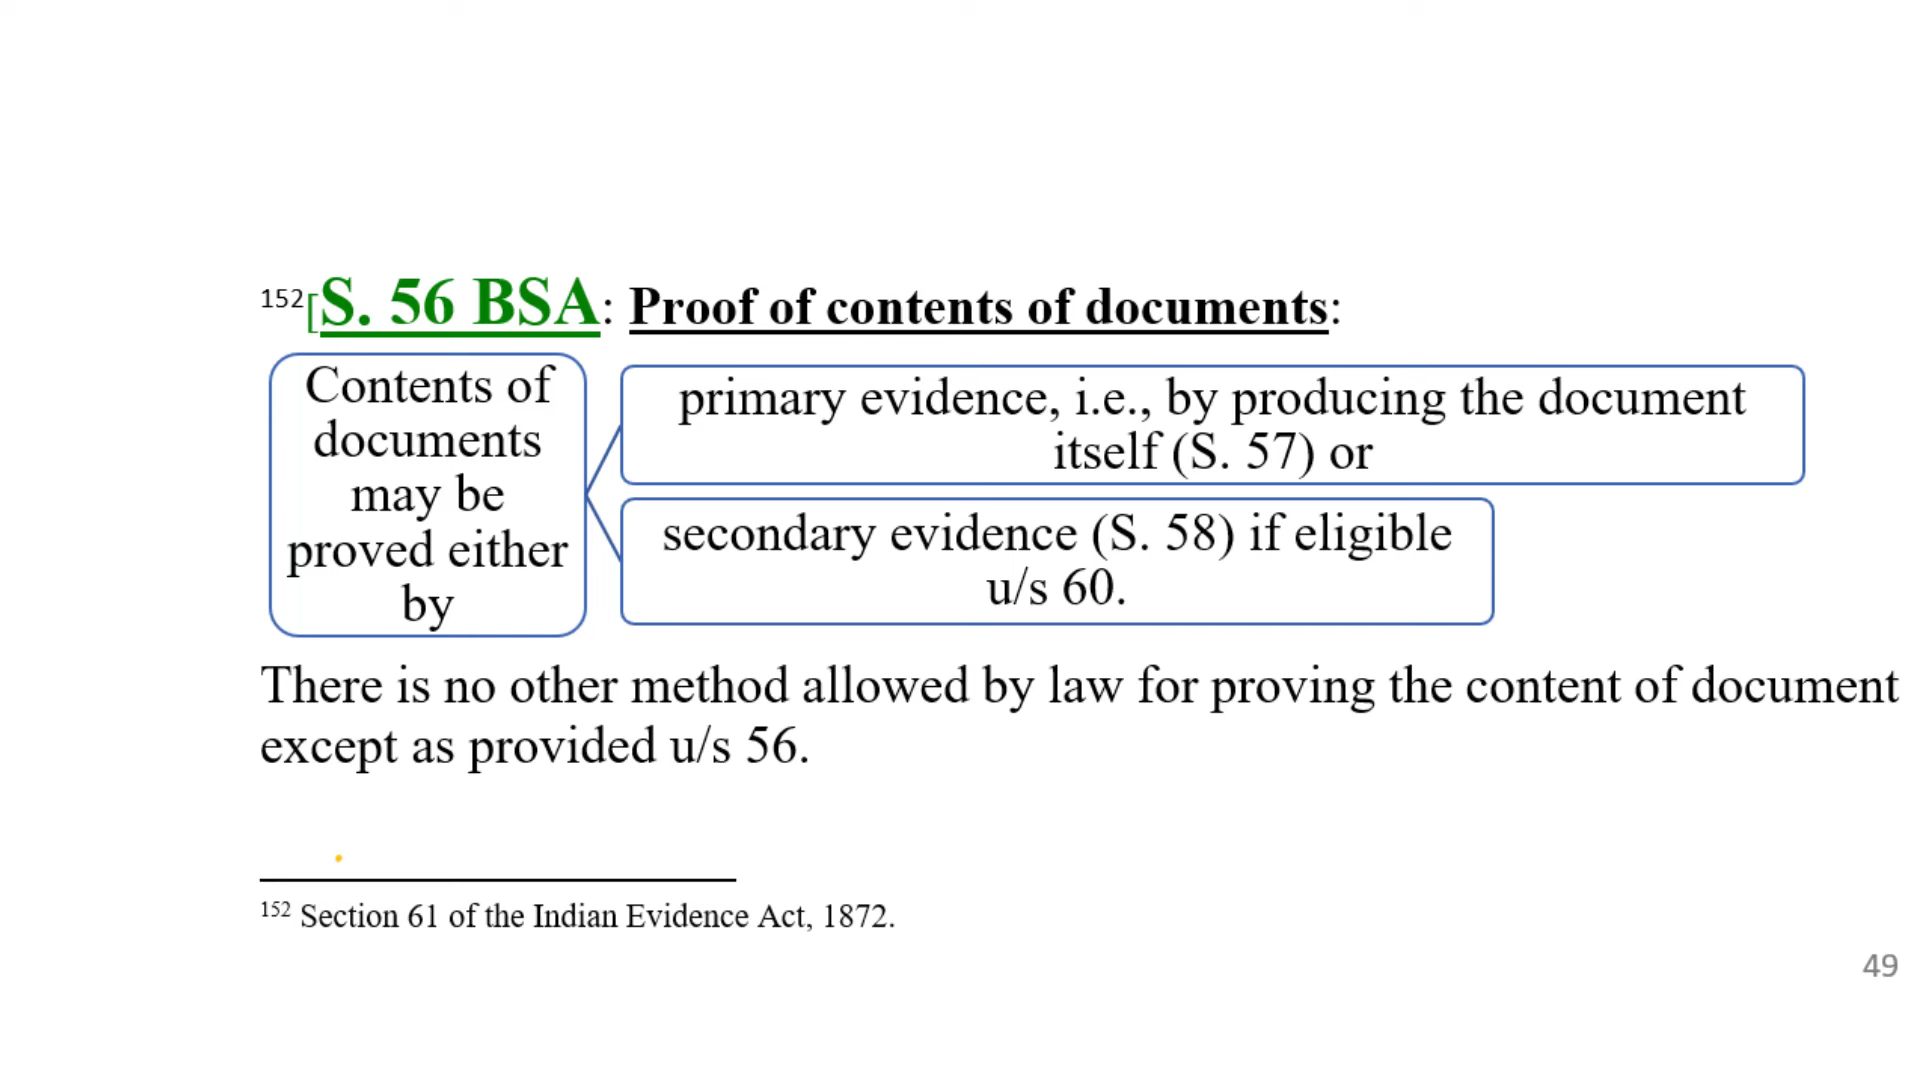 152[S. 56 BSA: Proof of contents of documents:
Contents of
documents
may be
proved either
by
primary evidence, i.e., by producing the document
itself (S. 57) or
secondary evidence (S. 58) if eligible
u/s 60.
There is no other method allowed by law for proving the content of document
except as provided u/s 56.
152 Section 61 of the Indian Evidence Act, 1872.
49